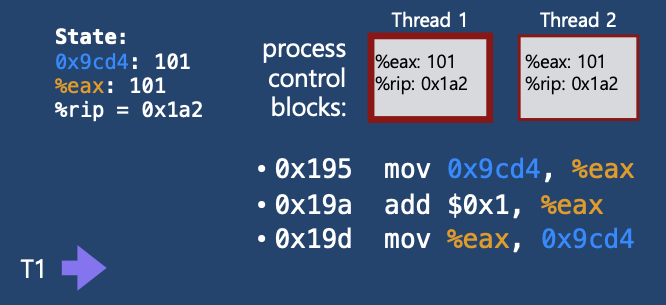 State:
0x9cd4: 101
%eax: 101
%rip = 0x1a2
process
control
blocks:
Thread 1
%eax: 101
%rip: 0x1a2
Thread 2
%eax: 101
%rip: 0x1a2
• 0x195 mov 0x9cd4, %eax
• 0x19a add $0x1, %eax
• 0x19d mov %eax, 0x9cd4
T1